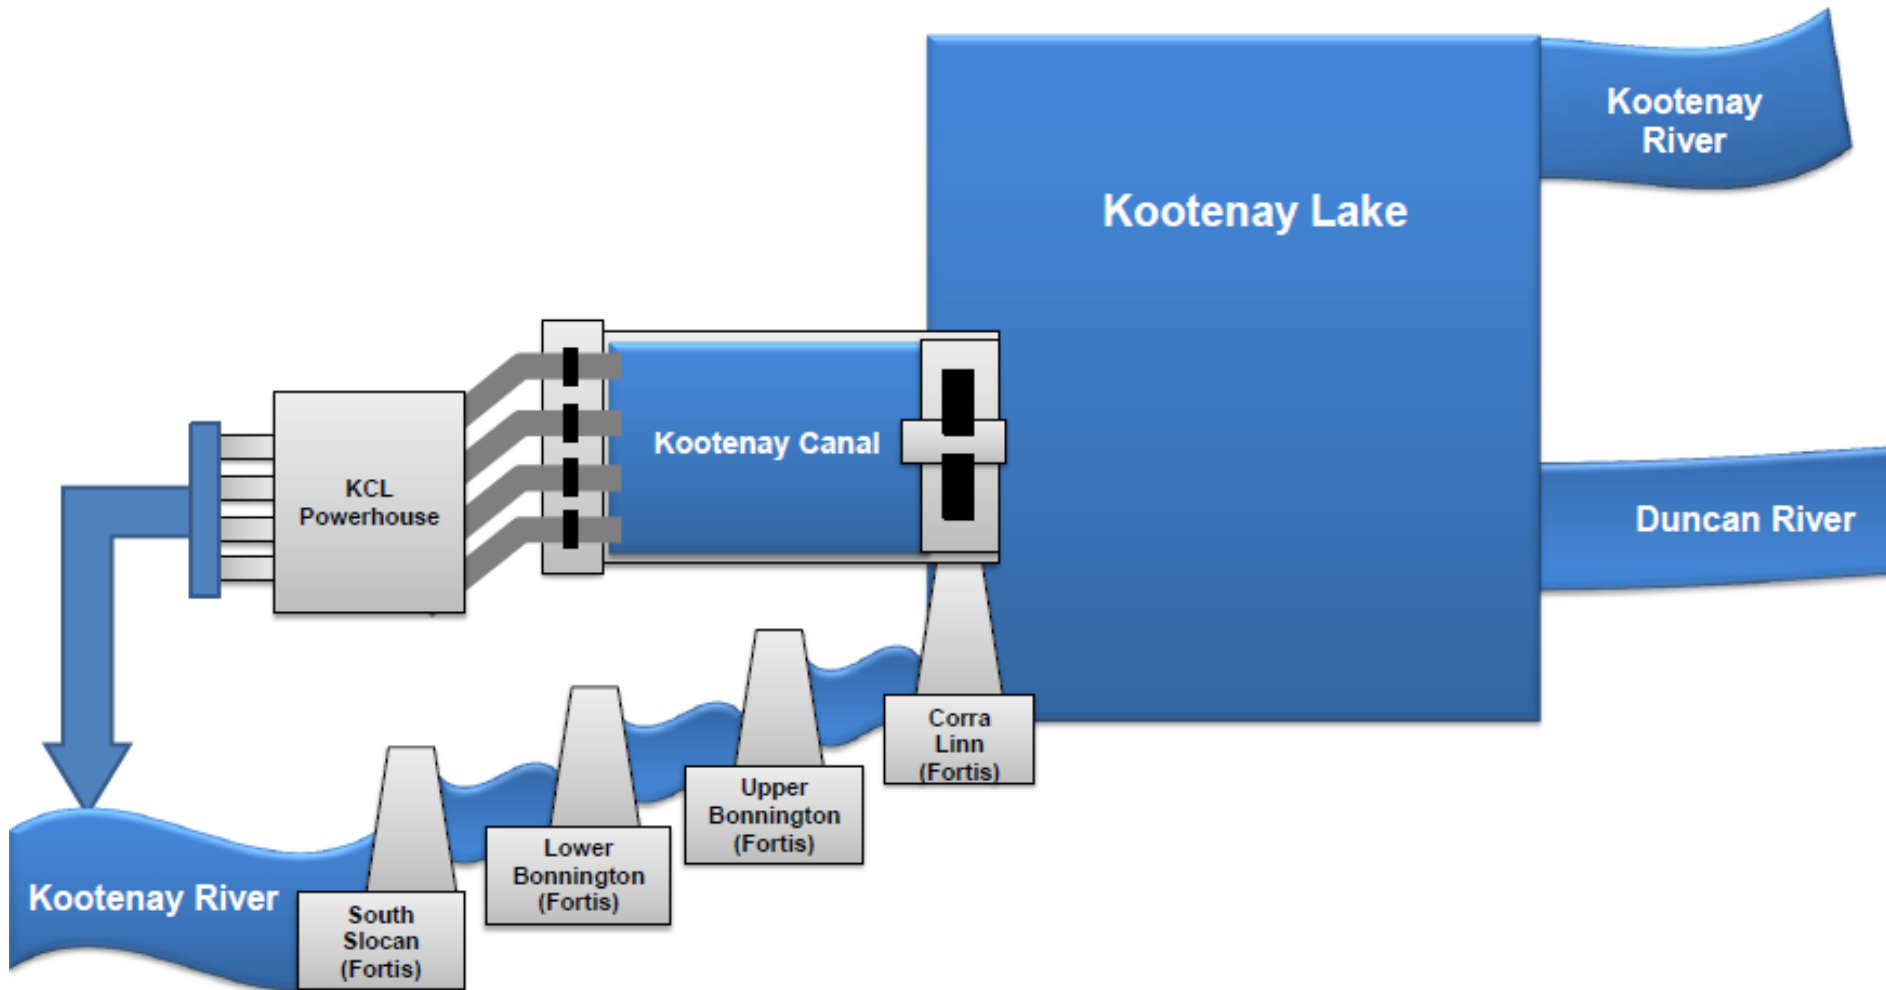 Kootenay
River
Kootenay Lake
Kootenay Canal
KCL
Powerhouse
Duncan River
Corra
Linn
(Fortis)
Upper
Bonnington
(Fortis)
Lower
Bonnington
(Fortis)
Kootenay River
South
Slocan
(Fortis)